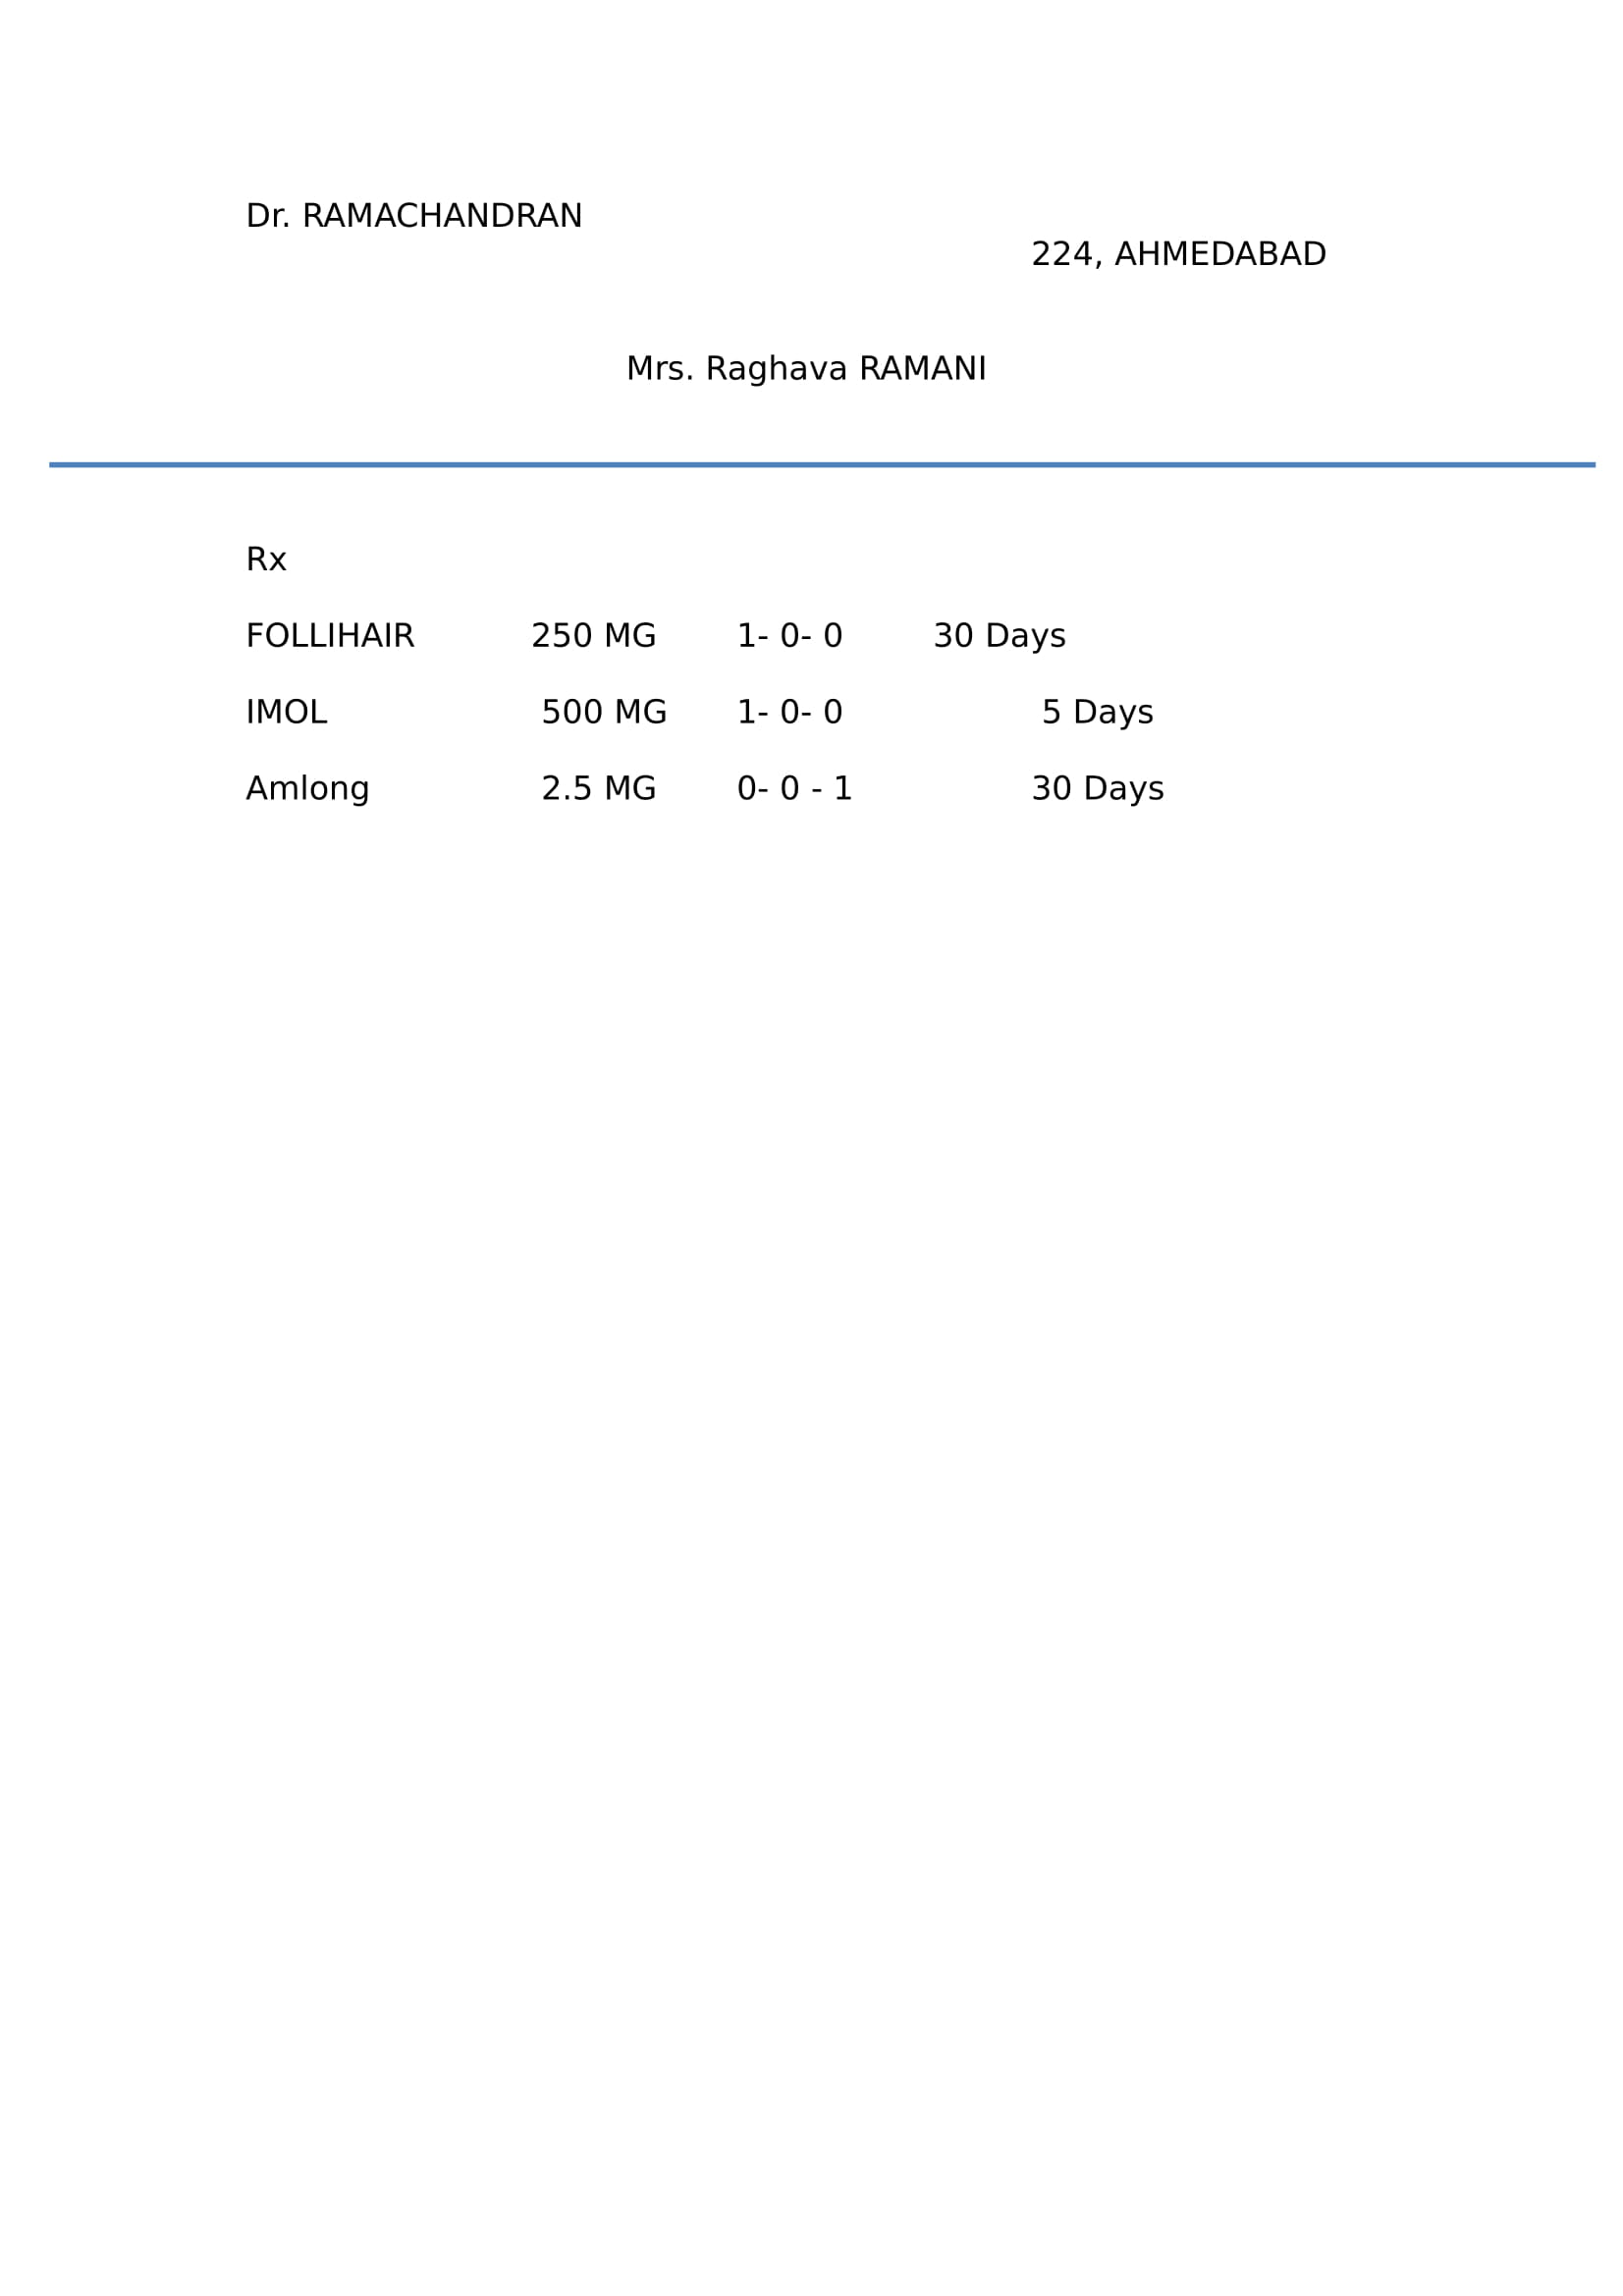 Dr. RAMACHANDRAN
224, AHMEDABAD
Mrs. Raghava RAMANI
Rx
FOLLIHAIR 250 MG 1- 0- 0 30 Days
IMOL 500 MG 1- 0- 0 5 Days
Amlong 2.5 MG 0- 0 - 1 30 Days